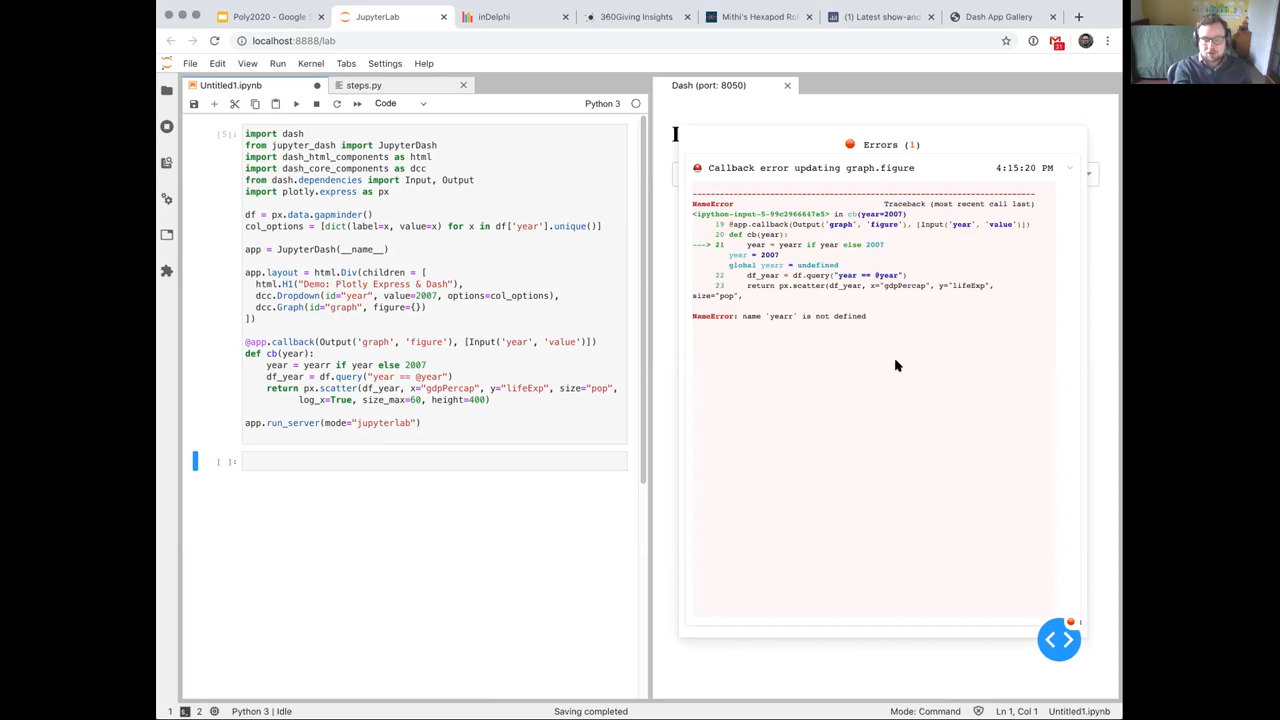 Poly2020 - Google S
JupyterLab
inDelphi
360Giving Insights
Mithi's Hexapod Ro
(1) Latest show-and
Dash App Gallery
localhost:8888/lab
31
File Edit View Run Kernel Tabs Settings Help
Untitled1.ipynb
steps.py
Dash (port: 8050)
Code
Python 3
[5]:
import dash
from jupyter_dash import JupyterDash
import dash_html_components as html
import dash_core_components as dcc
from dash.dependencies import Input, Output
import plotly.express as px
df = px.data.gapminder()
col_options = [dict(label=x, value=x) for x in df['year'].unique()]
app = JupyterDash(__name__)
app.layout = html.Div(children = [
html.H1("Demo: Plotly Express & Dash"),
dcc.Dropdown(id="year", value=2007, options=col_options),
dcc.Graph(id="graph", figure={})
])
@app.callback(Output('graph', 'figure'), [Input('year', 'value')])
def cb(year):
year = yearr if year else 2007
df_year = df.query("year == @year")
return px.scatter(df_year, x="gdpPercap", y="lifeExp", size="pop",
log_x=True, size_max=60, height=400)
app.run_server(mode="jupyterlab")
[ ]:
Errors (1)
Callback error updating graph.figure
4:15:20 PM
---------------------------------------------------------------------------
NameError Traceback (most recent call last)
<ipython-input-5-99c2966647e5> in cb(year=2007)
19 @app.callback(Output('graph', 'figure'), [Input('year', 'value')])
20 def cb(year):
---> 21 year = yearr if year else 2007
year = 2007
global yearr = undefined
22 df_year = df.query("year == @year")
23 return px.scatter(df_year, x="gdpPercap", y="lifeExp",
size="pop",
NameError: name 'yearr' is not defined
1
1 2 Python 3 | Idle
Saving completed
Mode: Command
Ln 1, Col 1
Untitled1.ipynb